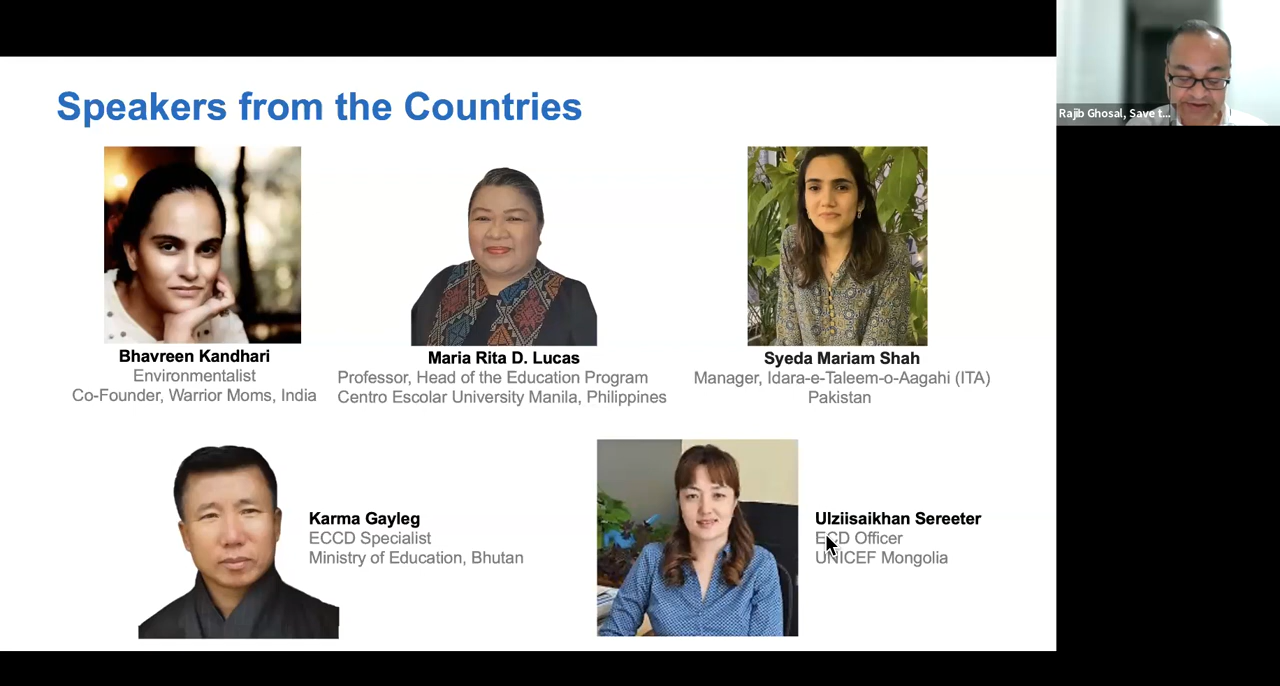 Speakers from the Countries
Rajib Ghosal, Save t...
Bhavreen Kandhari
Environmentalist
Co-Founder, Warrior Moms, India
Maria Rita D. Lucas
Professor, Head of the Education Program
Centro Escolar University Manila, Philippines
Syeda Mariam Shah
Manager, Idara-e-Taleem-o-Aagahi (ITA)
Pakistan
Karma Gayleg
ECCD Specialist
Ministry of Education, Bhutan
Ulziisaikhan Sereeter
ECD Officer
UNICEF Mongolia